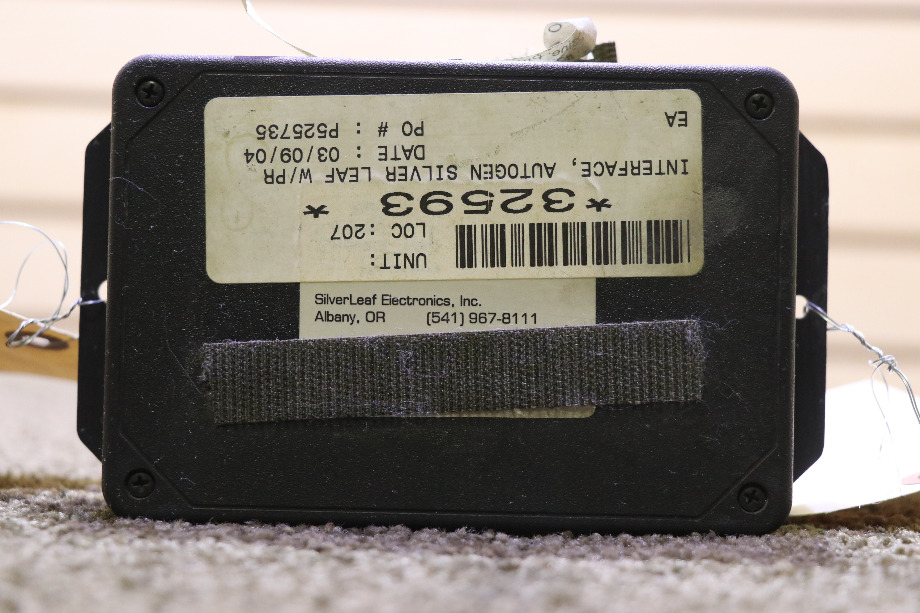 EA
INTERFACE, AUTOGEN SILVER LEAF W/PR
DATE : 03/09/04
PO # : P525735
*32593 *
UNIT:
LOC :207
SilverLeaf Electronics, Inc.
Albany, OR (541) 967-8111